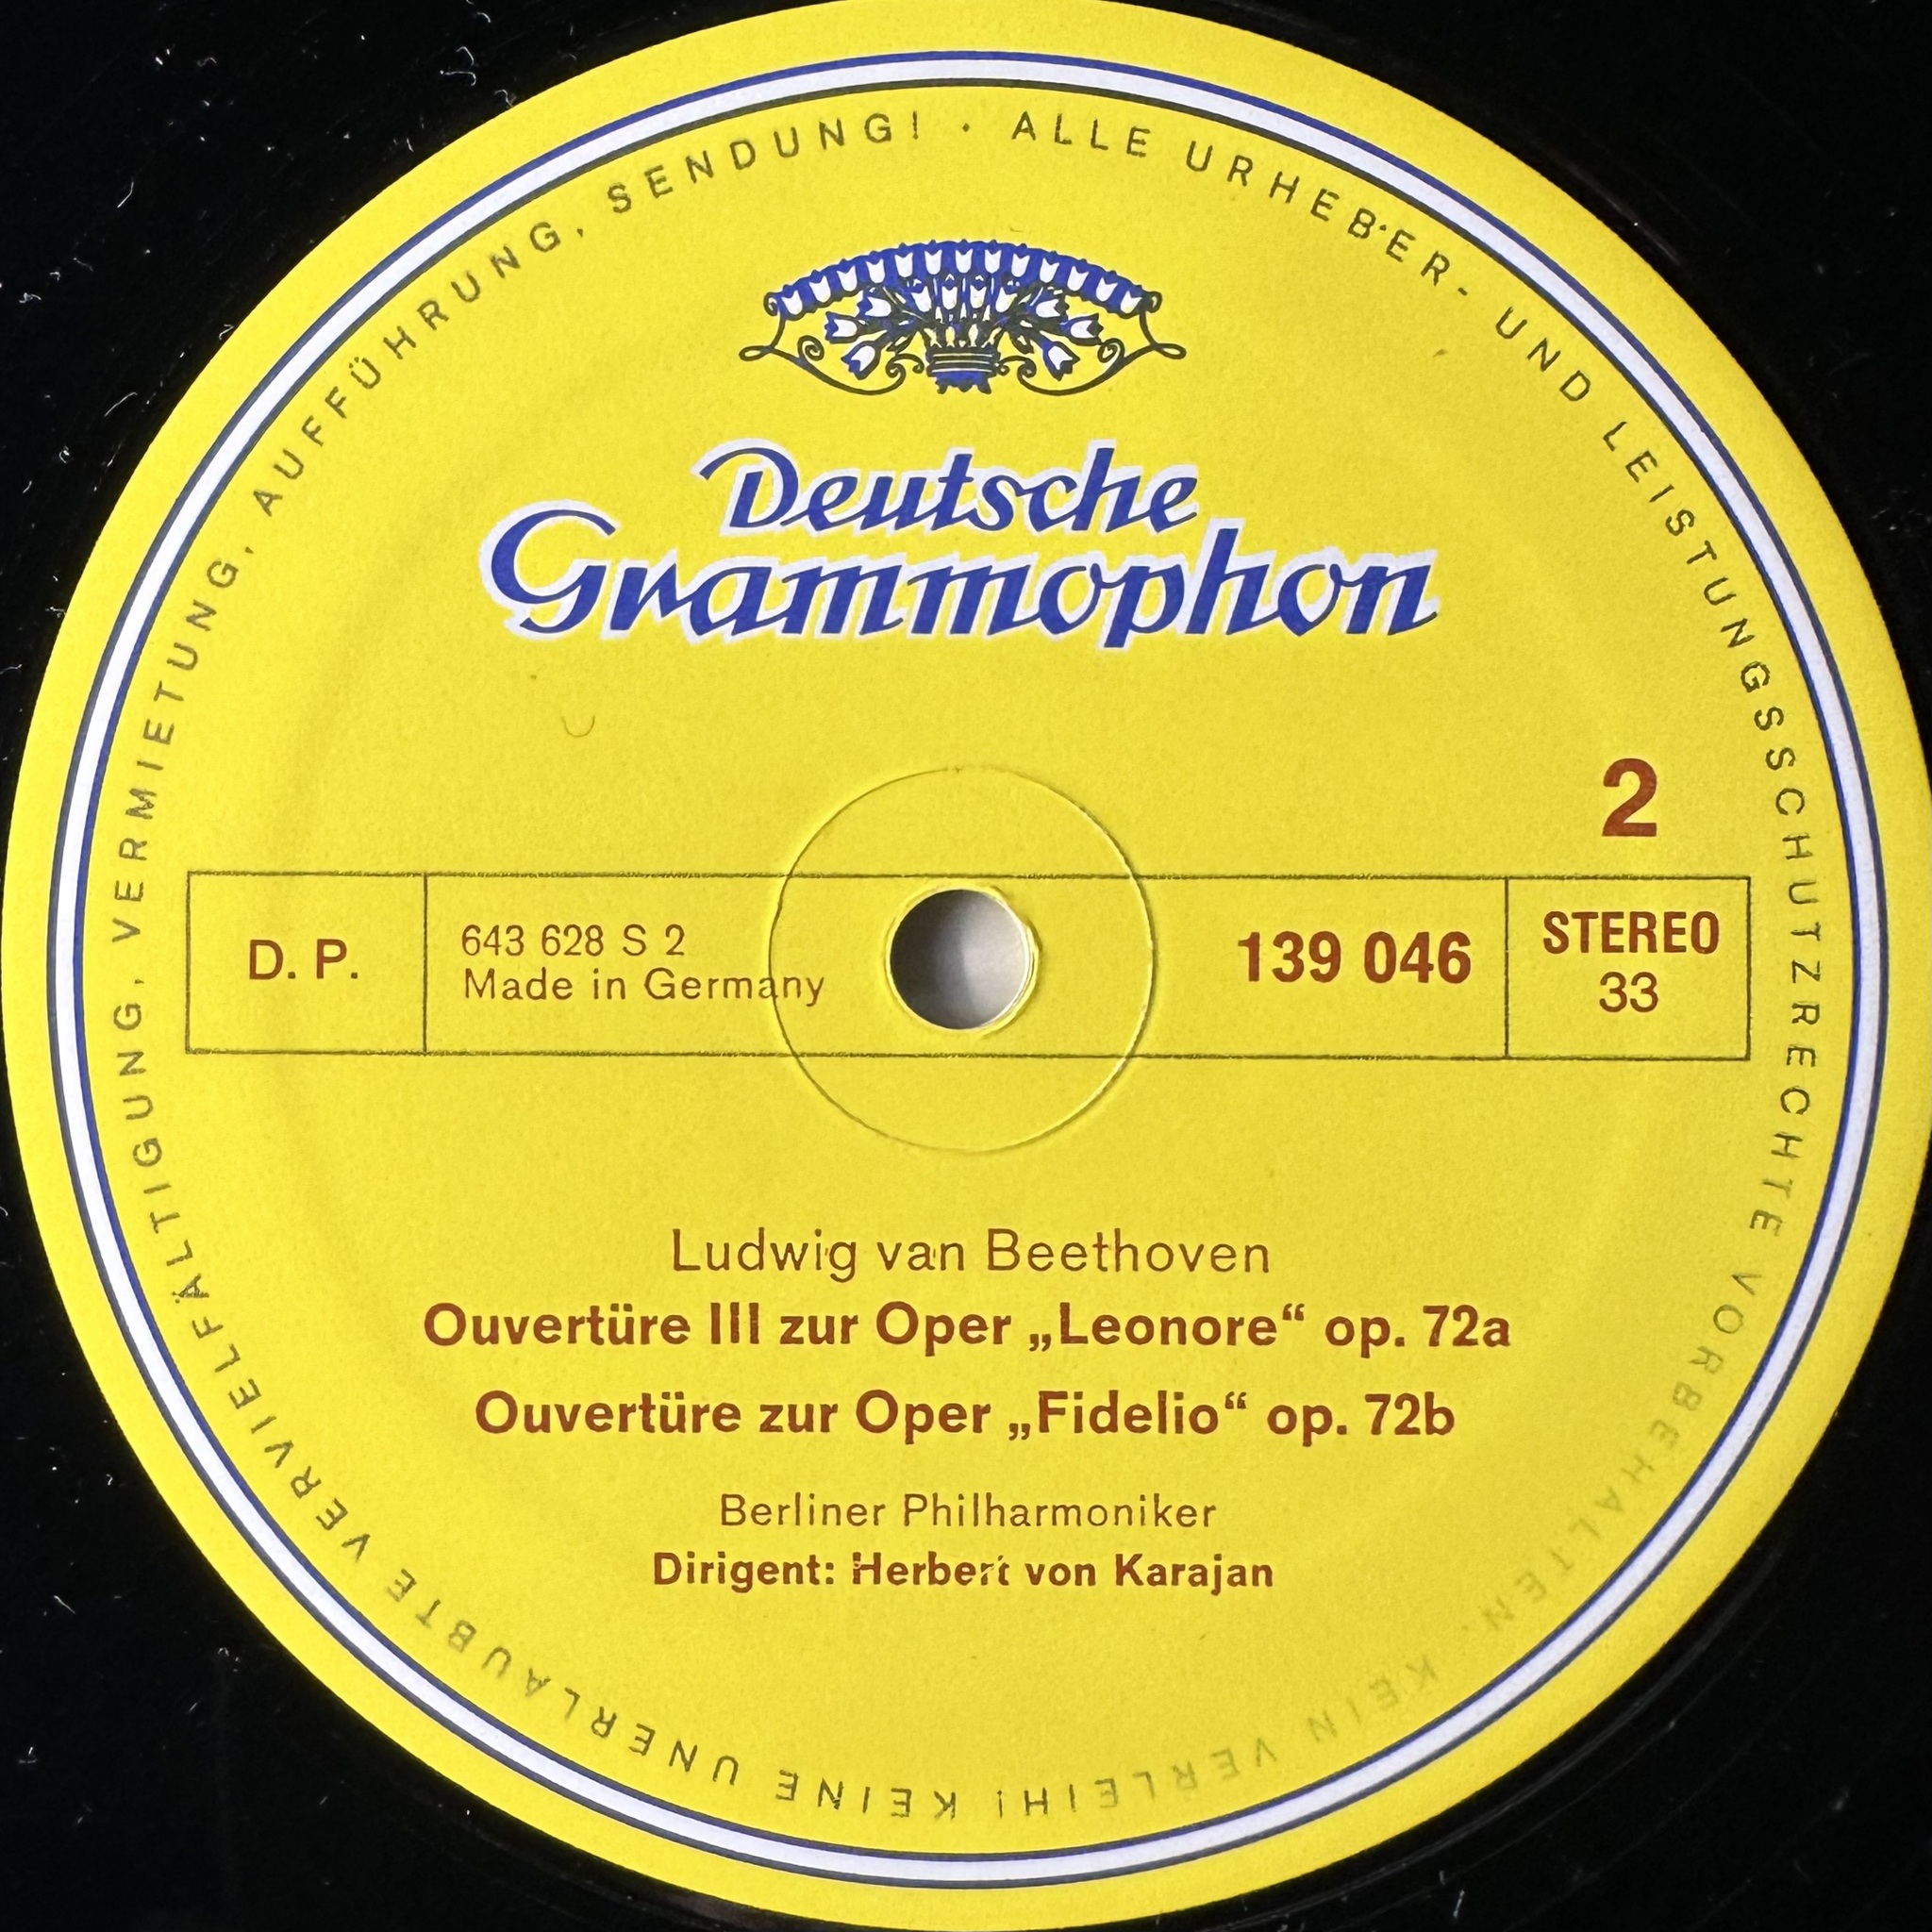 ALLE URHEBER- UND LEISTUNGSSCHUTZRECHTE VORBEHALTEN. KEIN VERLEIH! KEINE UNERLAUBTE VERVIELFÄLTIGUNG, VERMIETUNG, AUFFÜHRUNG, SENDUNG! ·
Deutsche
Grammophon
2
D. P.
643 628 S 2
Made in Germany
139 046
STEREO
33
Ludwig van Beethoven
Ouvertüre III zur Oper „Leonore“ op. 72a
Ouvertüre zur Oper „Fidelio“ op. 72b
Berliner Philharmoniker
Dirigent: Herbert von Karajan